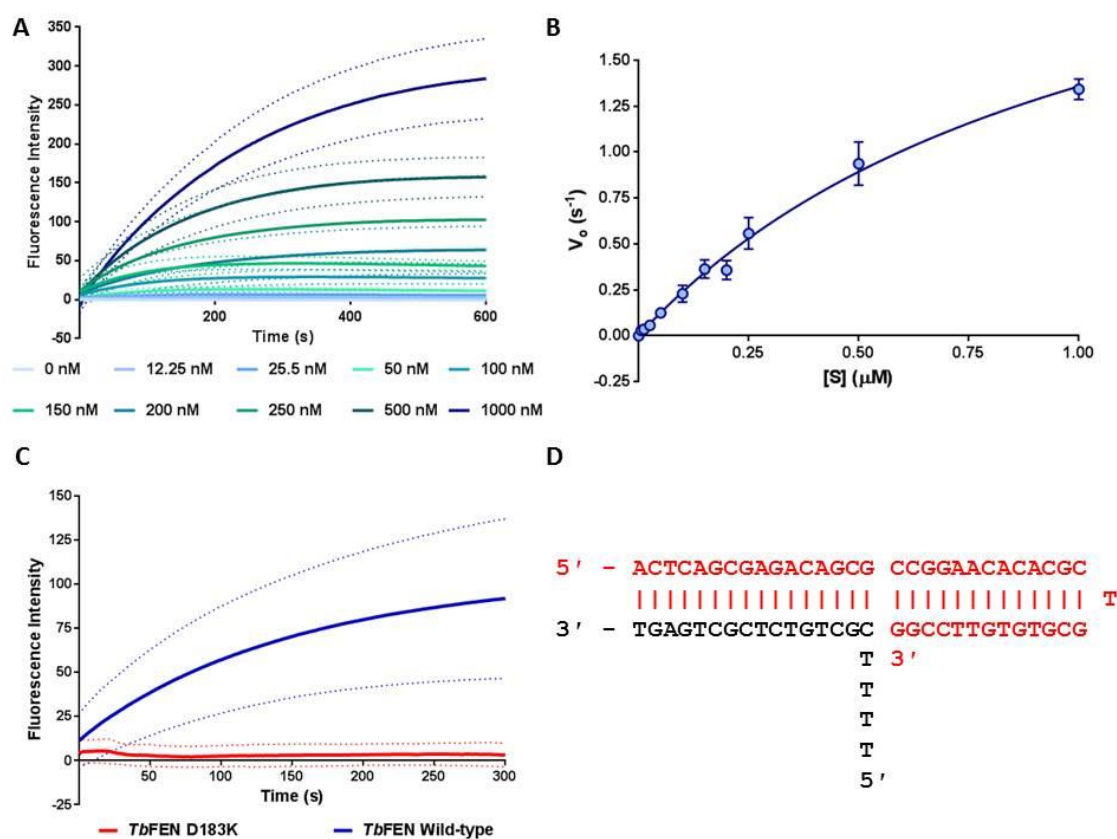 A
Fluorescence Intensity
350
300
250
200
150
100
50
0
-50
200
400
600
Time (s)
0 nM
12.25 nM
25.5 nM
50 nM
100 nM
150 nM
200 nM
250 nM
500 nM
1000 nM
B
V₀ (s⁻¹)
1.50
1.25
1.00
0.75
0.50
0.25
0.00
-0.25
0.25
0.50
0.75
1.00
[S] (μM)
C
Fluorescence Intensity
150
125
100
75
50
25
0
-25
50
100
150
200
250
300
Time (s)
TbFEN D183K
TbFEN Wild-type
D
5' - ACTCAGCGAGACAGCG CCGGAACACACGC
T
3' - TGAGTCGCTCTGTCGC GGCCTTGTGTGCG
T 3'
T
T
T
T
5'